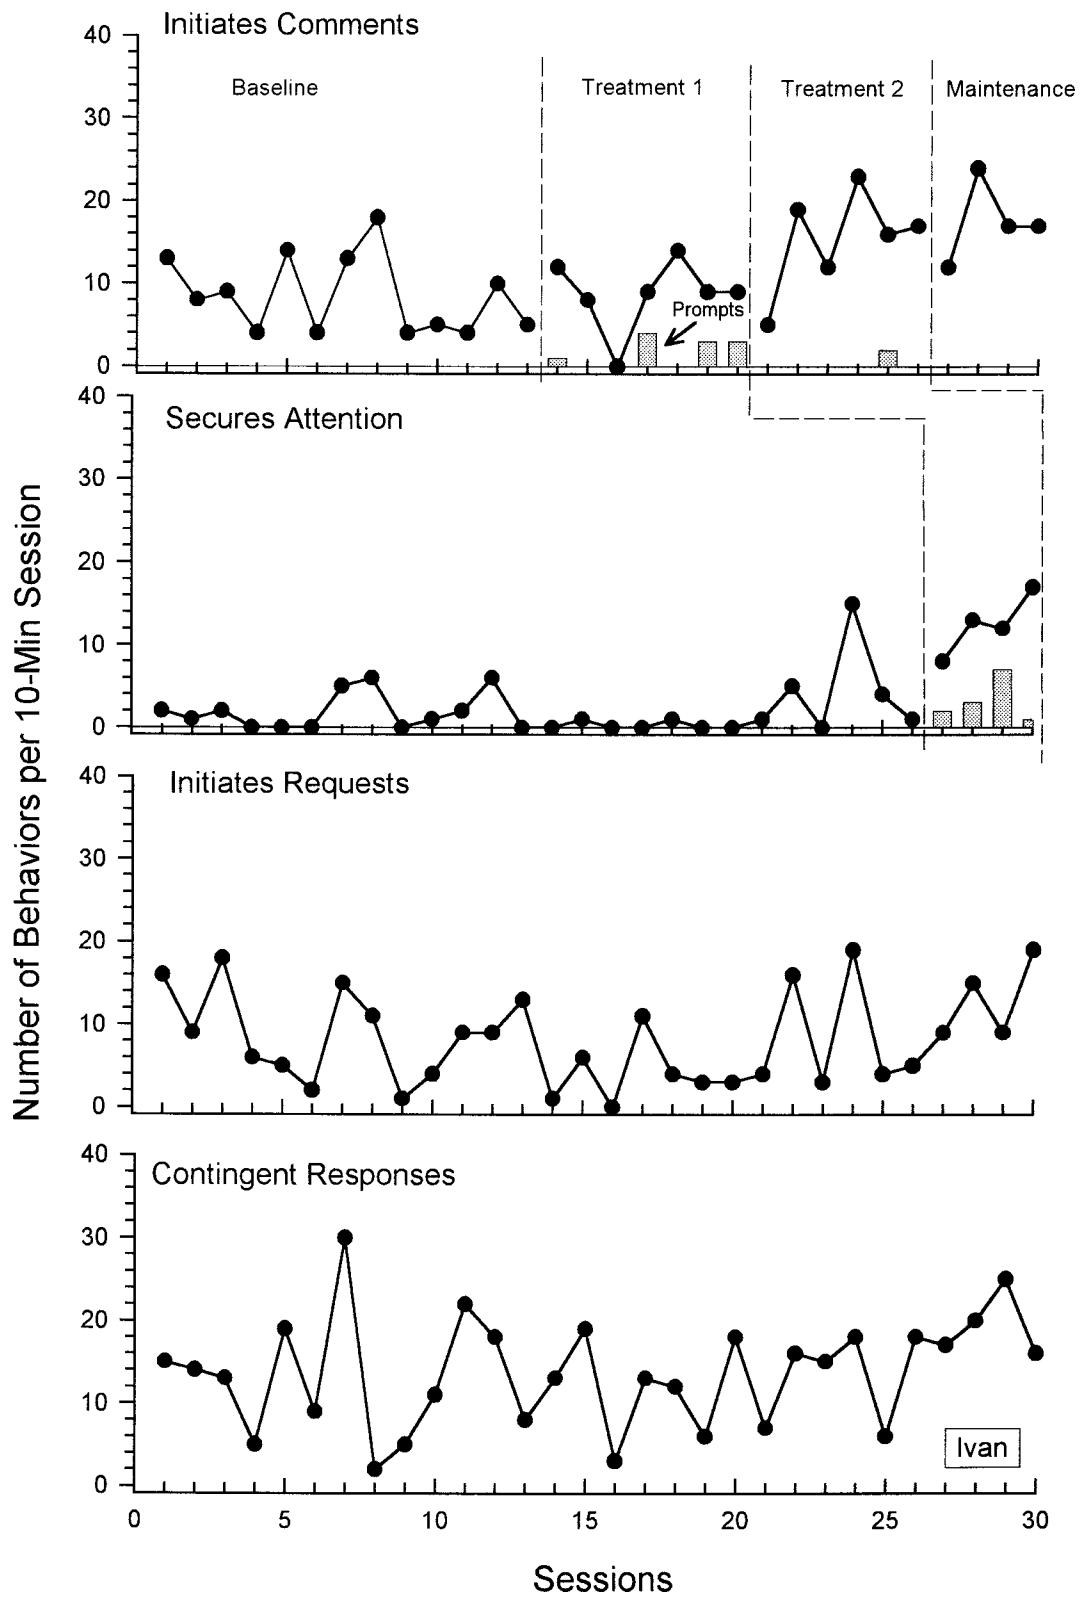 Initiates Comments
40
Baseline
Treatment 1
Treatment 2
Maintenance
30
20
10
Prompts
0
40
Secures Attention
30
20
10
0
Number of Behaviors per 10-Min Session
40
Initiates Requests
30
20
10
0
40
Contingent Responses
30
20
10
Ivan
0
0 5 10 15 20 25 30
Sessions